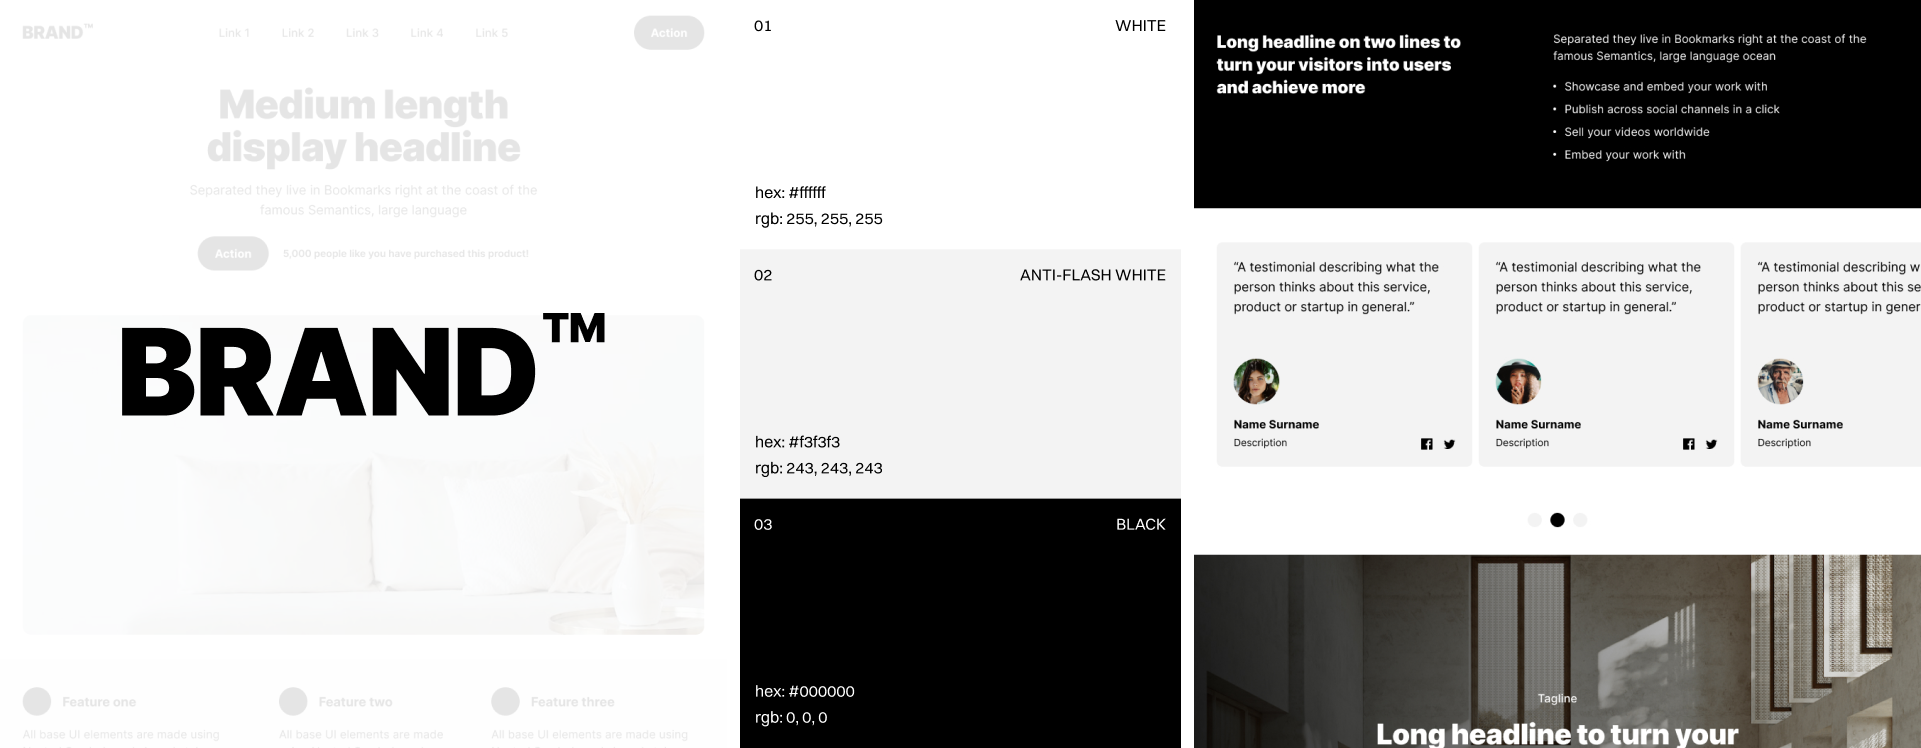 BRAND™
Link 1
Link 2
Link 3
Link 4
Link 5
Action
Medium length
display headline
Separated they live in Bookmarks right at the coast of the
famous Semantics, large language
Action
5,000 people like you have purchased this product!
BRAND™
Feature one
Feature two
Feature three
All base UI elements are made using
All base UI elements are made
All base UI elements are made using
01
WHITE
hex: #ffffff
rgb: 255, 255, 255
02
ANTI-FLASH WHITE
hex: #f3f3f3
rgb: 243, 243, 243
03
BLACK
hex: #000000
rgb: 0, 0, 0
Long headline on two lines to
turn your visitors into users
and achieve more
Separated they live in Bookmarks right at the coast of the
famous Semantics, large language ocean
• Showcase and embed your work with
• Publish across social channels in a click
• Sell your videos worldwide
• Embed your work with
“A testimonial describing what the
person thinks about this service,
product or startup in general.”
Name Surname
Description
“A testimonial describing what the
person thinks about this service,
product or startup in general.”
Name Surname
Description
“A testimonial describing w
person thinks about this se
product or startup in gener
Name Surname
Description
Tagline
Long headline to turn your